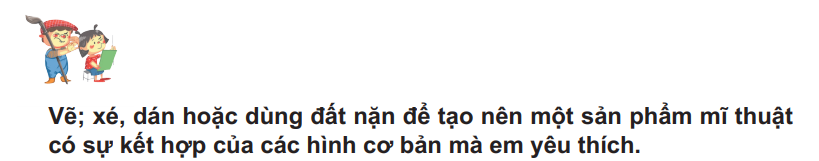 Vẽ; xé, dán hoặc dùng đất nặn để tạo nên một sản phẩm mĩ thuật
có sự kết hợp của các hình cơ bản mà em yêu thích.